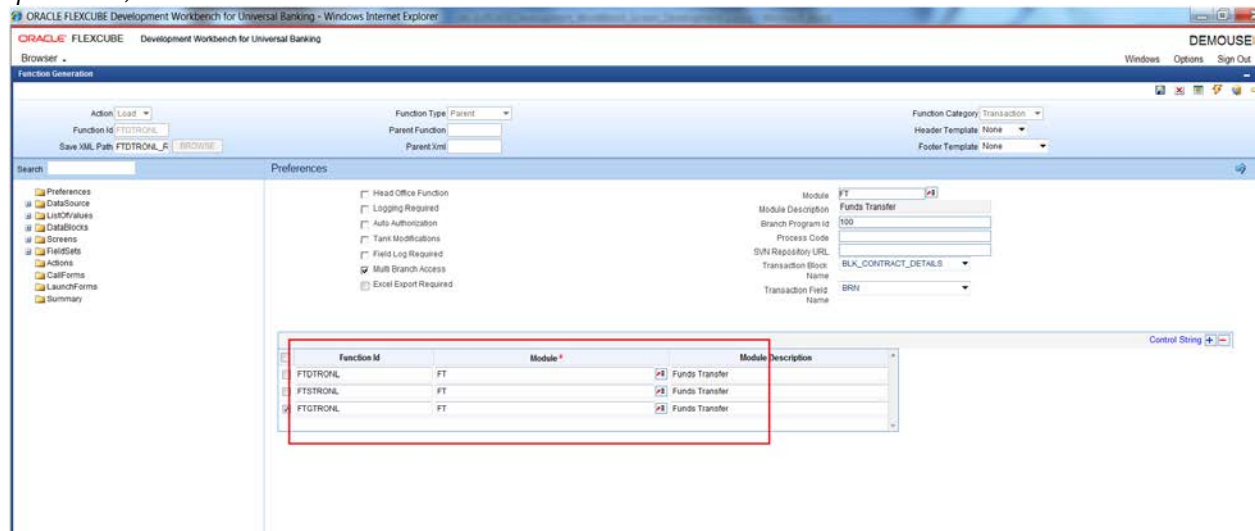 ORACLE FLEXCUBE Development Workbench for Universal Banking - Windows Internet Explorer
ORACLE FLEXCUBE Development Workbench for Universal Banking
DEMOUSE
Browser
Windows Options Sign Out
Function Generation
Action Load Function Type Parent Function Category Transaction
Function Id FTDTRONL Parent Function Header Template None
Save XML Path FTDTRONL_R BROWSE Parent Xml Footer Template None
Search Preferences
Preferences
DataSource
ListOfValues
DataBlocks
Screens
FieldSets
Actions
CallForms
LaunchForms
Summary
Head Office Function
Logging Required
Auto Authorization
Tank Modifications
Field Log Required
Multi Branch Access
Excel Export Required
Module FT
Module Description Funds Transfer
Branch Program Id 100
Process Code
SVN Repository URL
Transaction Block Name BLK_CONTRACT_DETAILS
Transaction Field Name BRN
Control String + -
Function Id Module * Module Description
FTDTRONL FT Funds Transfer
FTSTRONL FT Funds Transfer
FTGTRONL FT Funds Transfer